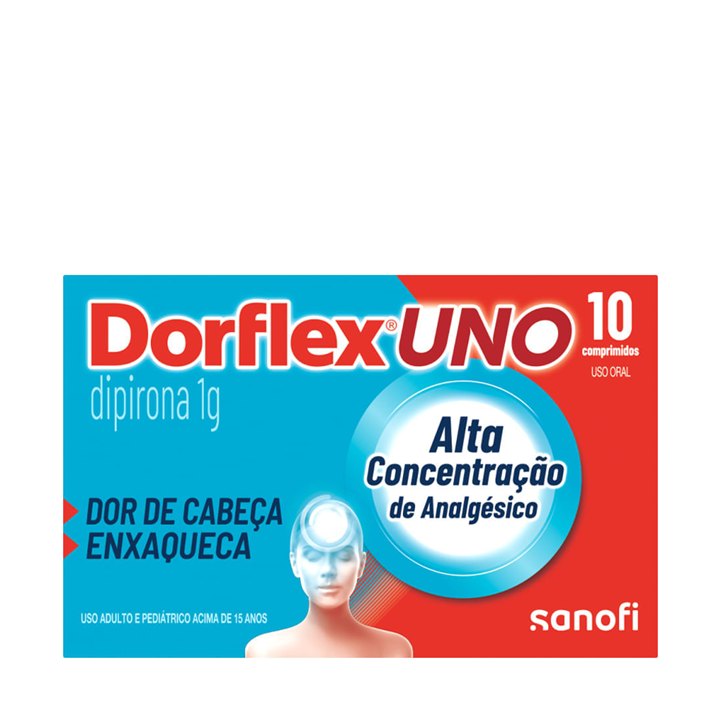 Dorflex® UNO
10
comprimidos
USO ORAL
dipirona 1g
Alta
Concentração
de Analgésico
DOR DE CABEÇA
ENXAQUECA
USO ADULTO E PEDIÁTRICO ACIMA DE 15 ANOS
sanofi